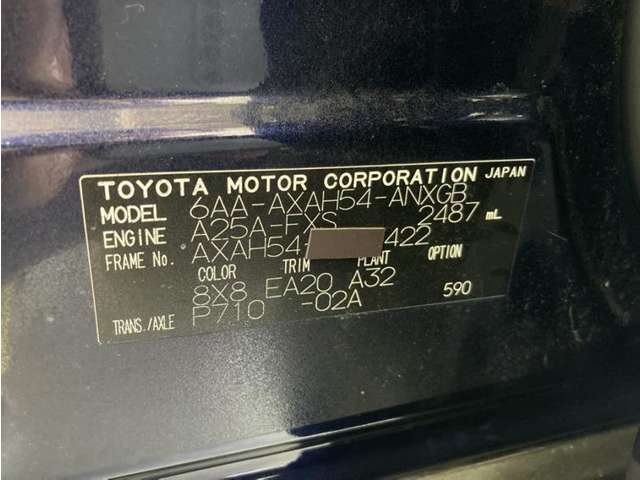 TOYOTA MOTOR CORPORATION JAPAN
MODEL 6AA-AXAH54-ANXGB
ENGINE A25A-FXS 2487 mL
FRAME NO. AXAH54 422
COLOR TRIM PLANT OPTION
8X8 EA20 A32 590
TRANS./AXLE P710 -02A